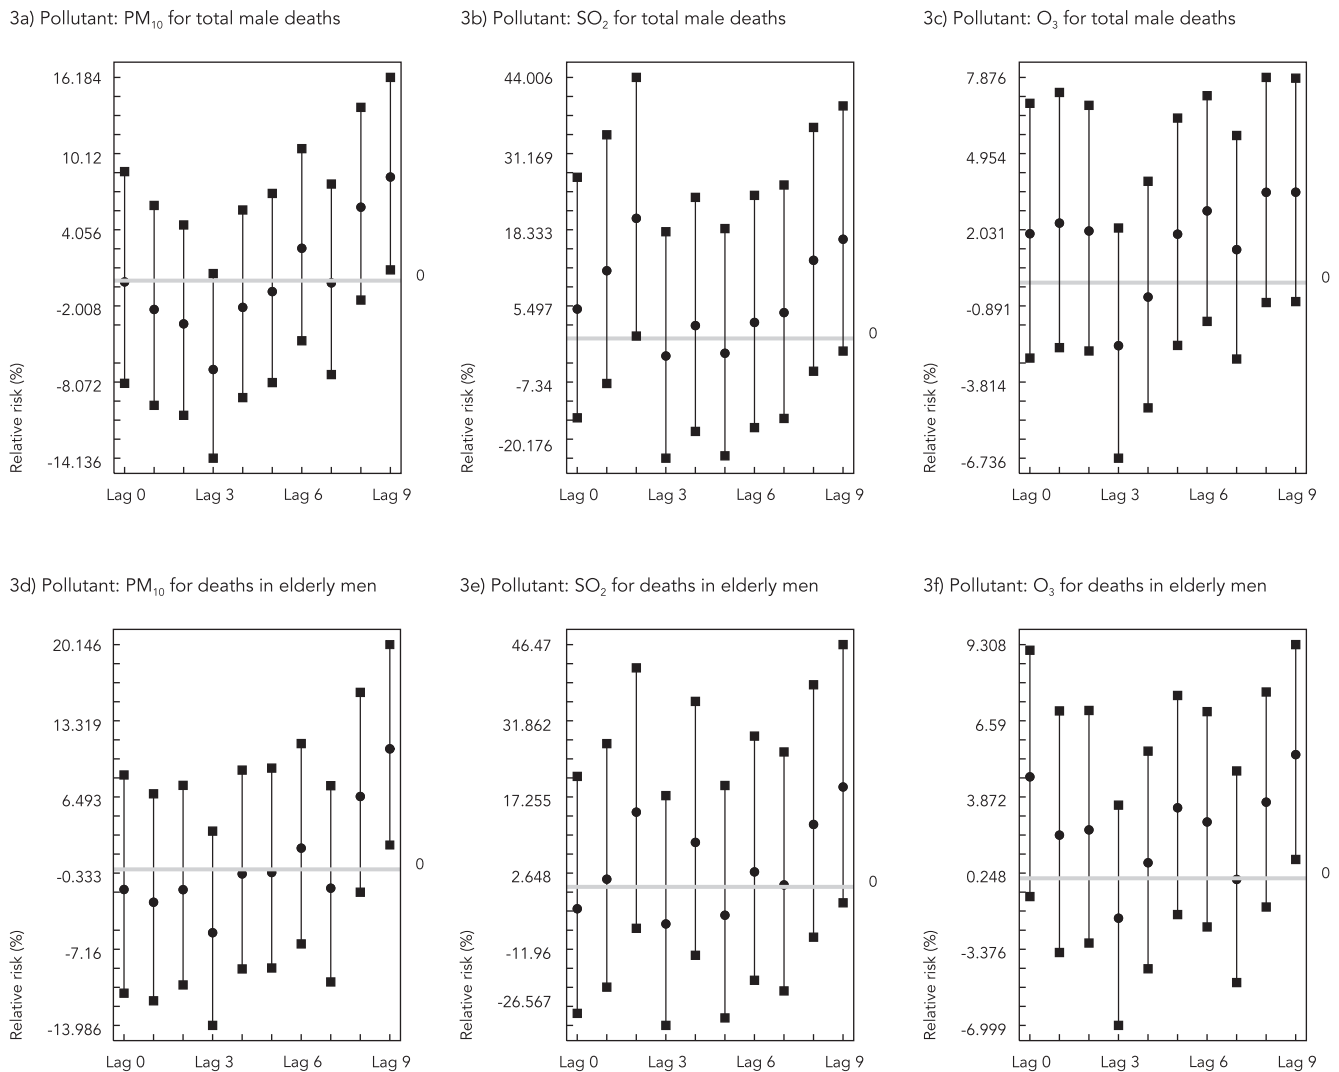 3a) Pollutant: PM10 for total male deaths
16.184
10.12
4.056
-2.008
-8.072
-14.136
Relative risk (%)
0
Lag 0 Lag 3 Lag 6 Lag 9
3b) Pollutant: SO2 for total male deaths
44.006
31.169
18.333
5.497
-7.34
-20.176
Relative risk (%)
0
Lag 0 Lag 3 Lag 6 Lag 9
3c) Pollutant: O3 for total male deaths
7.876
4.954
2.031
-0.891
-3.814
-6.736
Relative risk (%)
0
Lag 0 Lag 3 Lag 6 Lag 9
3d) Pollutant: PM10 for deaths in elderly men
20.146
13.319
6.493
-0.333
-7.16
-13.986
Relative risk (%)
0
Lag 0 Lag 3 Lag 6 Lag 9
3e) Pollutant: SO2 for deaths in elderly men
46.47
31.862
17.255
2.648
-11.96
-26.567
Relative risk (%)
0
Lag 0 Lag 3 Lag 6 Lag 9
3f) Pollutant: O3 for deaths in elderly men
9.308
6.59
3.872
0.248
-3.376
-6.999
Relative risk (%)
0
Lag 0 Lag 3 Lag 6 Lag 9